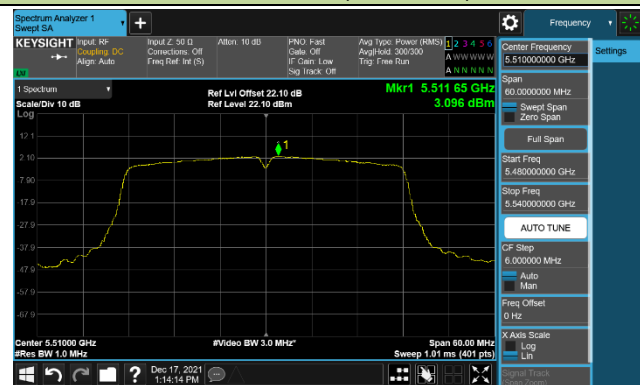 Spectrum Analyzer 1
Swept SA
+
Frequency
KEYSIGHT
Input: RF
Coupling: DC
Align: Auto
Input Z: 50 Ω
Corrections: Off
Freq Ref: Int (S)
Atten: 10 dB
PNO: Fast
Gate: Off
IF Gain: Low
Sig Track: Off
Avg Type: Power (RMS)
Avg|Hold: 300/300
Trig: Free Run
1 2 3 4 5 6
A W W W W W
A N N N N N
1 Spectrum
Scale/Div 10 dB
Log
Ref Lvl Offset 22.10 dB
Ref Level 22.10 dBm
Mkr1 5.511 65 GHz
3.096 dBm
1
12.1
2.10
-7.90
-17.9
-27.9
-37.9
-47.9
-57.9
-67.9
Center 5.51000 GHz
#Res BW 1.0 MHz
#Video BW 3.0 MHz*
Span 60.00 MHz
Sweep 1.01 ms (401 pts)
Center Frequency
5.510000000 GHz
Settings
Span
60.0000000 MHz
Swept Span
Zero Span
Full Span
Start Freq
5.480000000 GHz
Stop Freq
5.540000000 GHz
AUTO TUNE
CF Step
6.000000 MHz
Auto
Man
Freq Offset
0 Hz
X Axis Scale
Log
Lin
Signal Track
(Span Zoom)
?
Dec 17, 2021
1:14:14 PM